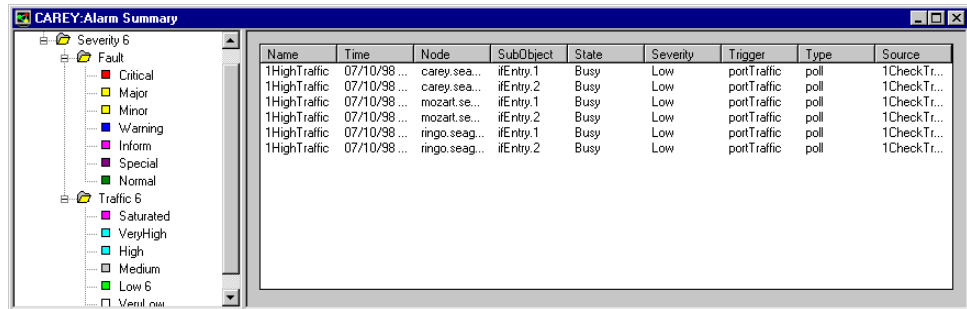 CAREY:Alarm Summary
Severity 6
Fault
Critical
Major
Minor
Warning
Inform
Special
Normal
Traffic 6
Saturated
VeryHigh
High
Medium
Low 6
VeryLow
Name Time Node SubObject State Severity Trigger Type Source
1HighTraffic 07/10/98 ... carey.sea... ifEntry.1 Busy Low portTraffic poll 1CheckTr...
1HighTraffic 07/10/98 ... carey.sea... ifEntry.2 Busy Low portTraffic poll 1CheckTr...
1HighTraffic 07/10/98 ... mozart.se... ifEntry.1 Busy Low portTraffic poll 1CheckTr...
1HighTraffic 07/10/98 ... mozart.se... ifEntry.2 Busy Low portTraffic poll 1CheckTr...
1HighTraffic 07/10/98 ... ringo.seag... ifEntry.1 Busy Low portTraffic poll 1CheckTr...
1HighTraffic 07/10/98 ... ringo.seag... ifEntry.2 Busy Low portTraffic poll 1CheckTr...